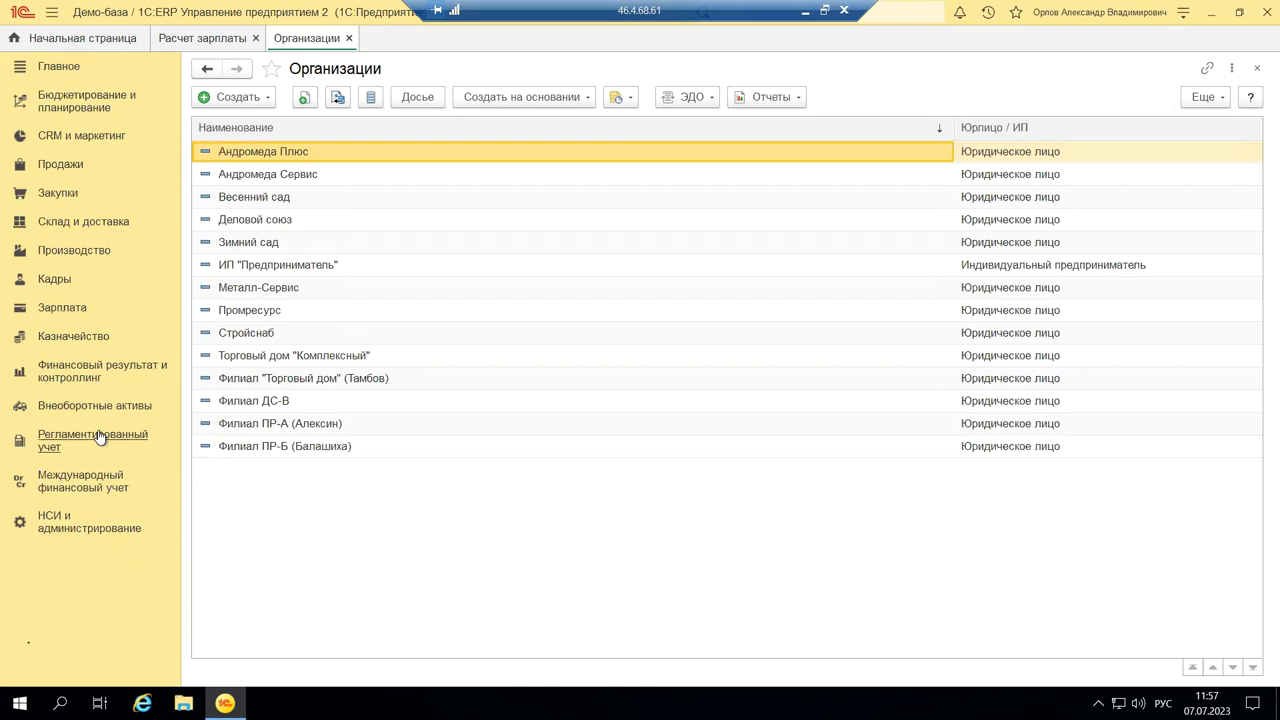 Демо-база / 1С:ERP Управление предприятием 2 (1С:Предприяти
46.4.68.61
Орлов Александр Владимирович
Начальная страница
Расчет зарплаты
Организации
Главное
Бюджетирование и
планирование
CRM и маркетинг
Продажи
Закупки
Склад и доставка
Производство
Кадры
Зарплата
Казначейство
Финансовый результат и
контроллинг
Внеоборотные активы
Регламентированный
учет
Международный
финансовый учет
НСИ и
администрирование
Организации
Создать
Досье
Создать на основании
ЭДО
Отчеты
Еще
?
Наименование ↓ Юрлицо / ИП
Андромеда Плюс Юридическое лицо
Андромеда Сервис Юридическое лицо
Весенний сад Юридическое лицо
Деловой союз Юридическое лицо
Зимний сад Юридическое лицо
ИП "Предприниматель" Индивидуальный предприниматель
Металл-Сервис Юридическое лицо
Промресурс Юридическое лицо
Стройснаб Юридическое лицо
Торговый дом "Комплексный" Юридическое лицо
Филиал "Торговый дом" (Тамбов) Юридическое лицо
Филиал ДС-В Юридическое лицо
Филиал ПР-А (Алексин) Юридическое лицо
Филиал ПР-Б (Балашиха) Юридическое лицо
РУС
11:57
07.07.2023